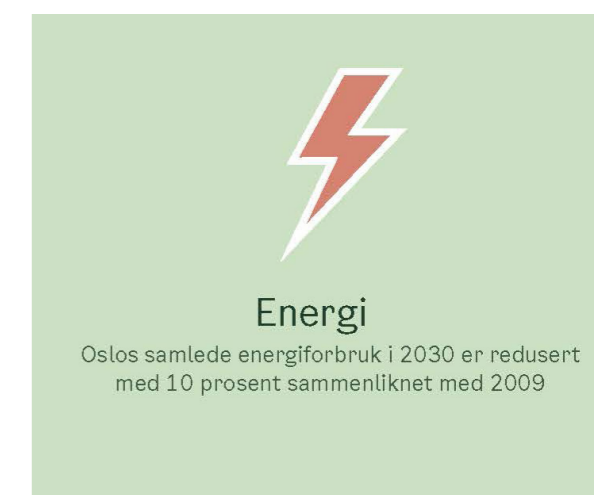 Energi
Oslos samlede energiforbruk i 2030 er redusert
med 10 prosent sammenliknet med 2009